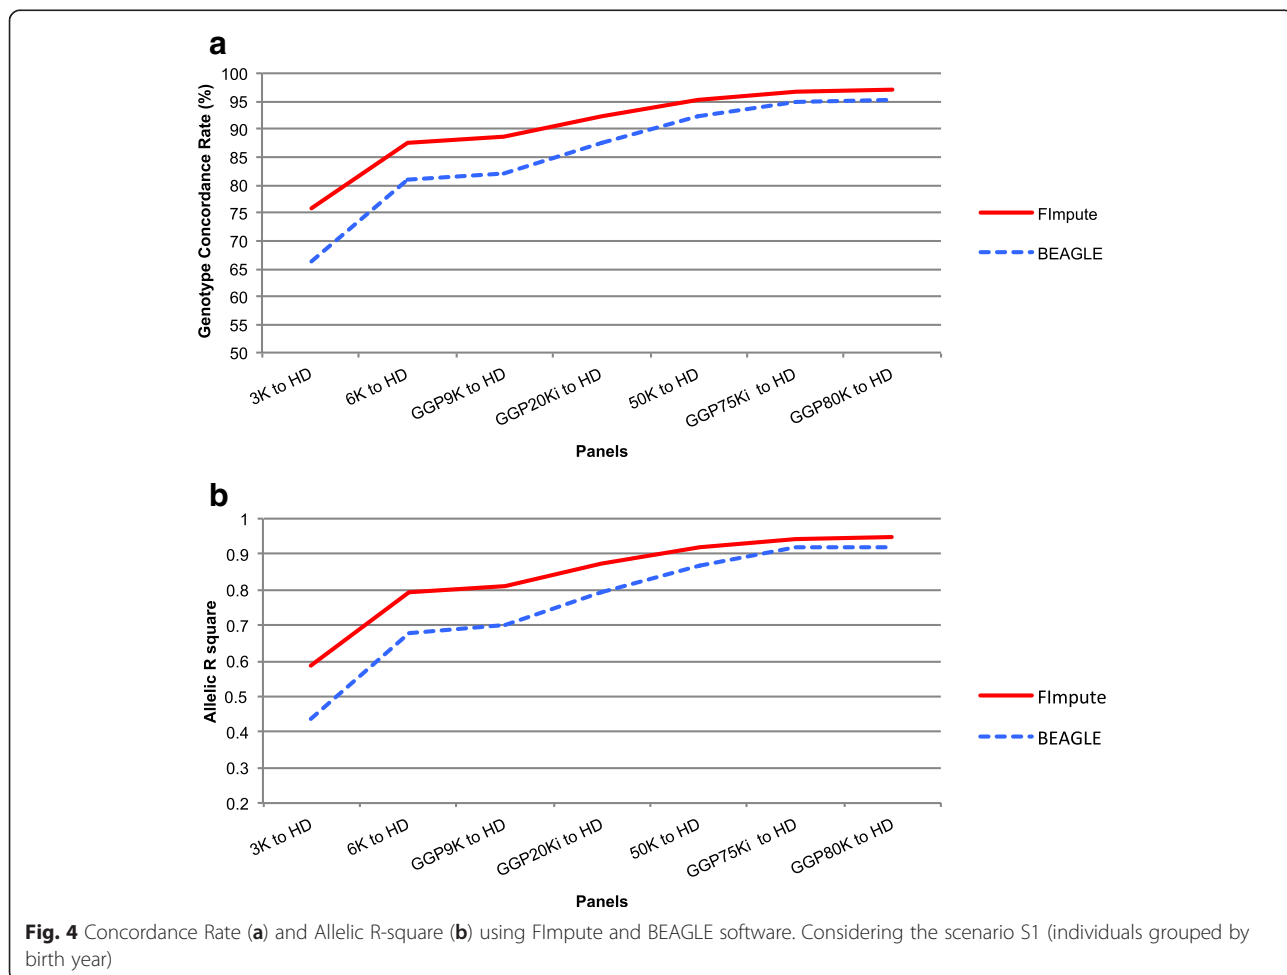 a
100
95
90
85
80
75
70
65
60
55
50
Genotype Concordance Rate (%)
3K to HD
6K to HD
GGP9K to HD
GGP20Ki to HD
50K to HD
GGP75Ki to HD
GGP80K to HD
Panels
FImpute
BEAGLE
b
1
0.9
0.8
0.7
0.6
0.5
0.4
0.3
0.2
Allelic R square
3K to HD
6K to HD
GGP9K to HD
GGP20Ki to HD
50K to HD
GGP75Ki to HD
GGP80K to HD
Panels
FImpute
BEAGLE
Fig. 4 Concordance Rate (a) and Allelic R-square (b) using FImpute and BEAGLE software. Considering the scenario S1 (individuals grouped by
birth year)